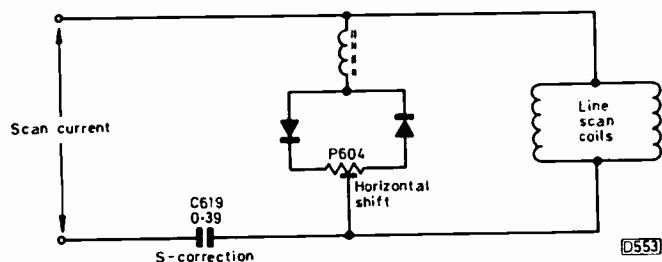 Scan current
P604
Horizontal
shift
Line
scan
coils
C619
0·39
S-correction
D553